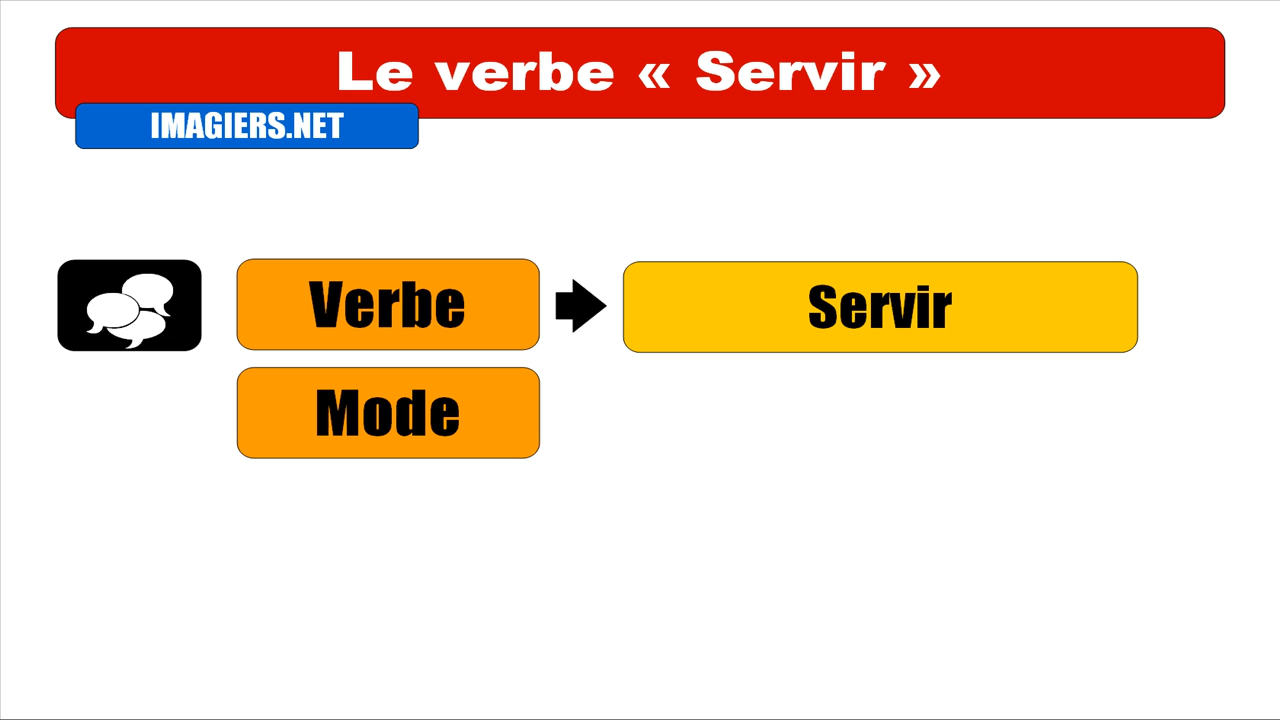 Le verbe « Servir »
IMAGIERS.NET
Verbe
Servir
Mode